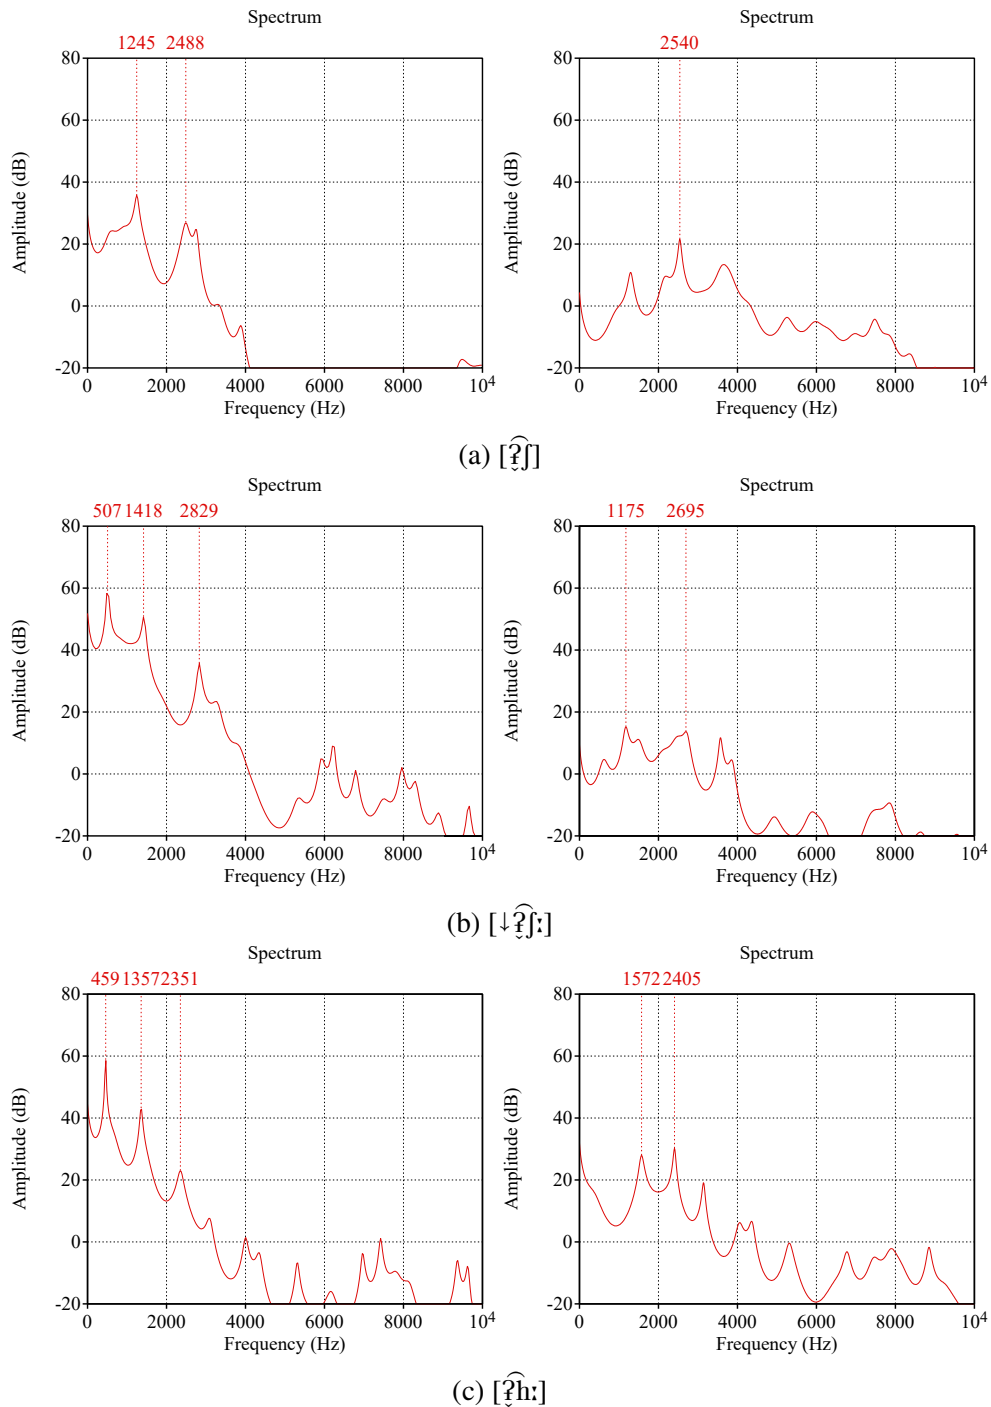 Spectrum Spectrum
1245 2488 2540
80 80
60 60
40 40
20 20
0 0
-20 -20
Amplitude (dB) Amplitude (dB)
0 2000 4000 6000 8000 10⁴ 0 2000 4000 6000 8000 10⁴
Frequency (Hz) Frequency (Hz)
(a) [ʡ̬͡ʃ]
Spectrum Spectrum
507 1418 2829 1175 2695
80 80
60 60
40 40
20 20
0 0
-20 -20
Amplitude (dB) Amplitude (dB)
0 2000 4000 6000 8000 10⁴ 0 2000 4000 6000 8000 10⁴
Frequency (Hz) Frequency (Hz)
(b) [↓ʡ̬͡ʃː]
Spectrum Spectrum
459 1357 2351 1572 2405
80 80
60 60
40 40
20 20
0 0
-20 -20
Amplitude (dB) Amplitude (dB)
0 2000 4000 6000 8000 10⁴ 0 2000 4000 6000 8000 10⁴
Frequency (Hz) Frequency (Hz)
(c) [ʡ̬͡hː]